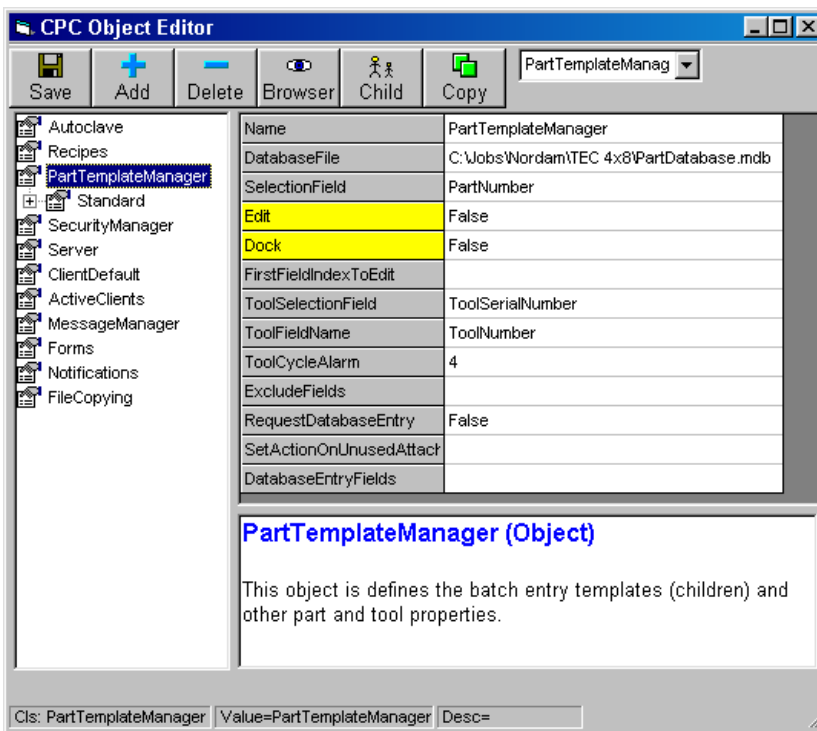 CPC Object Editor
Save Add Delete Browser Child Copy PartTemplateManag
Autoclave
Recipes
PartTemplateManager
Standard
SecurityManager
Server
ClientDefault
ActiveClients
MessageManager
Forms
Notifications
FileCopying
Name PartTemplateManager
DatabaseFile C:\Jobs\Nordam\TEC 4x8\PartDatabase.mdb
SelectionField PartNumber
Edit False
Dock False
FirstFieldIndexToEdit
ToolSelectionField ToolSerialNumber
ToolFieldName ToolNumber
ToolCycleAlarm 4
ExcludeFields
RequestDatabaseEntry False
SetActionOnUnusedAttach
DatabaseEntryFields
PartTemplateManager (Object)
This object is defines the batch entry templates (children) and
other part and tool properties.
Cls: PartTemplateManager Value=PartTemplateManager Desc=